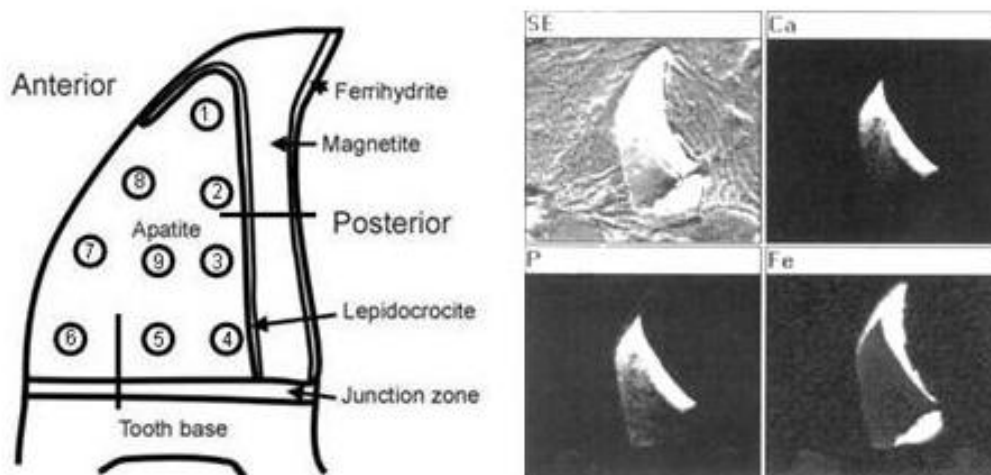 Anterior
Ferrihydrite
1
Magnetite
8
2
Apatite
Posterior
7
9
3
Lepidocrocite
6
5
4
Junction zone
Tooth base
SE
Ca
P
Fe